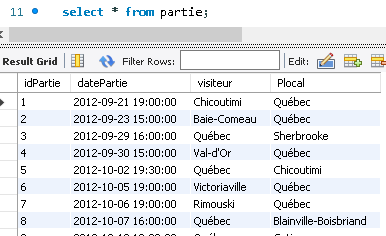 11 select * from partie;
Result Grid Filter Rows: Edit:
idPartie datePartie visiteur Plocal
1 2012-09-21 19:00:00 Chicoutimi Québec
2 2012-09-23 15:00:00 Baie-Comeau Québec
3 2012-09-29 16:00:00 Québec Sherbrooke
4 2012-09-30 15:00:00 Val-d'Or Québec
5 2012-10-02 19:30:00 Québec Chicoutimi
6 2012-10-05 19:00:00 Victoriaville Québec
7 2012-10-06 19:00:00 Rimouski Québec
8 2012-10-07 16:00:00 Québec Blainville-Boisbriand